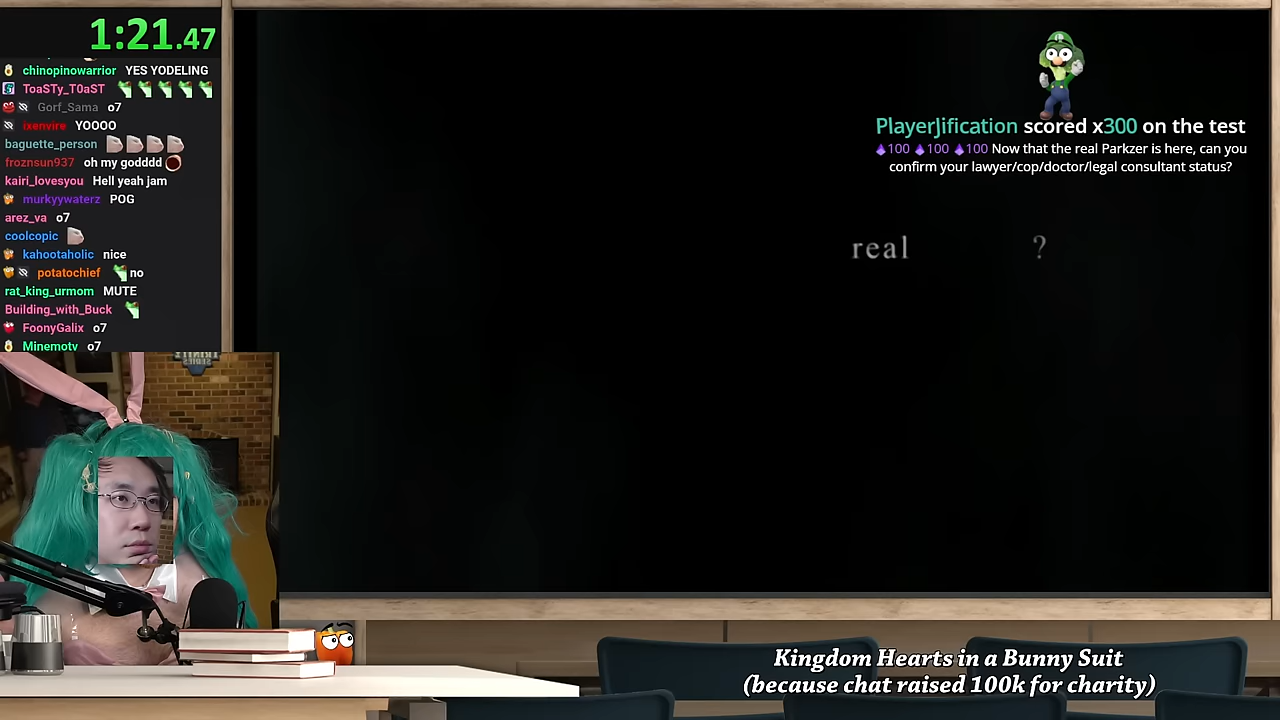 1:21.47
chinopinowarrior YES YODELING
ToaSTy_T0aST
Gorf_Sama o7
ixenvire YOOOO
baguette_person
froznsun937 oh my godddd
kairi_lovesyou Hell yeah jam
murkyywaterz POG
arez_va o7
coolcopic
kahootaholic nice
potatochief no
rat_king_urmom MUTE
Building_with_Buck
FoonyGalix o7
Minemotv o7
PlayerJification scored x300 on the test
100 100 100 Now that the real Parkzer is here, can you
confirm your lawyer/cop/doctor/legal consultant status?
real ?
Kingdom Hearts in a Bunny Suit
(because chat raised 100k for charity)